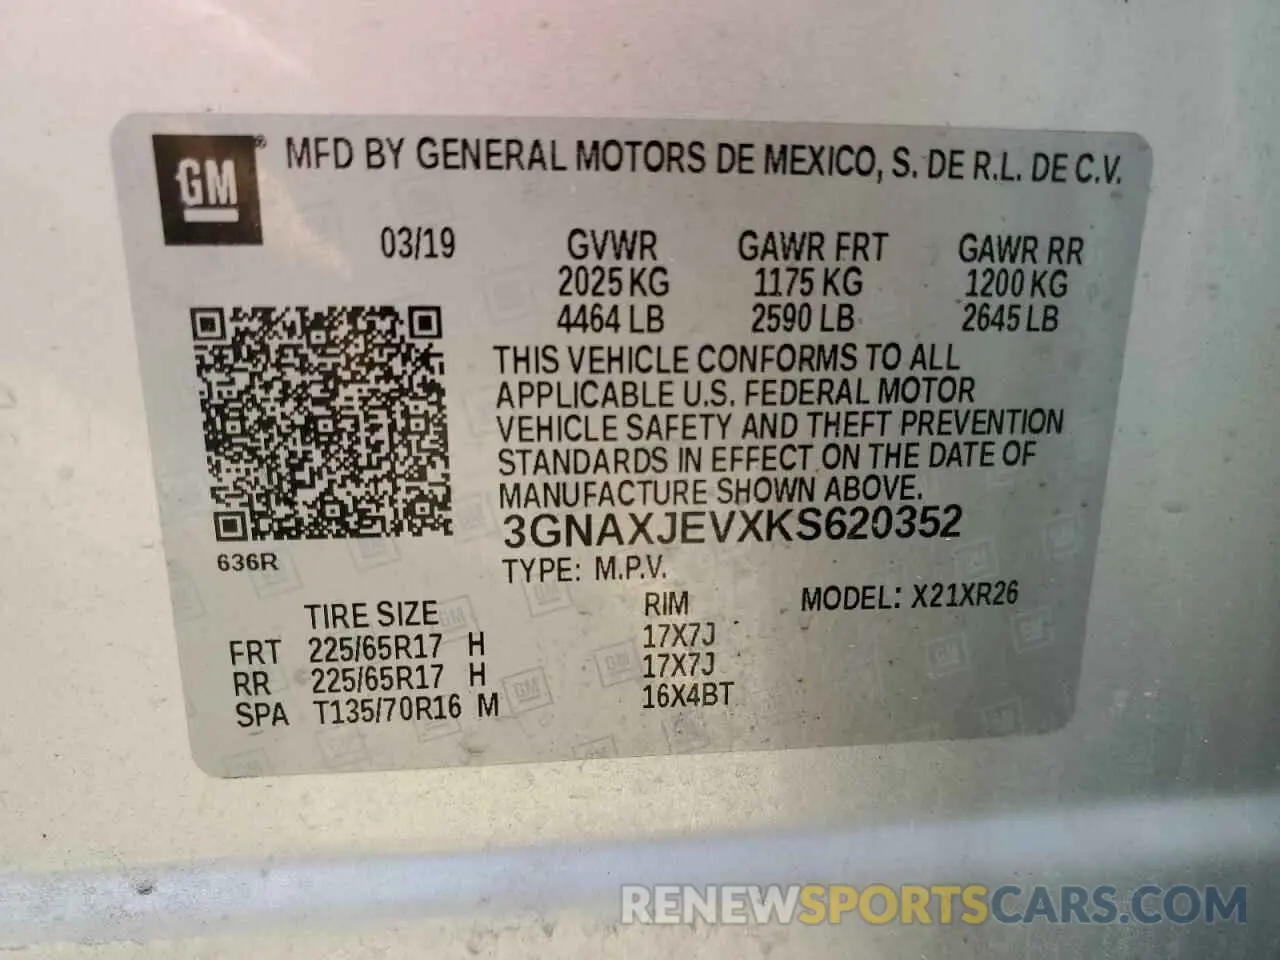 GM ® MFD BY GENERAL MOTORS DE MEXICO, S. DE R.L. DE C.V.
03/19 GVWR GAWR FRT GAWR RR
2025 KG 1175 KG 1200 KG
4464 LB 2590 LB 2645 LB
THIS VEHICLE CONFORMS TO ALL
APPLICABLE U.S. FEDERAL MOTOR
VEHICLE SAFETY AND THEFT PREVENTION
STANDARDS IN EFFECT ON THE DATE OF
MANUFACTURE SHOWN ABOVE.
3GNAXJEVXKS620352
636R
TYPE: M.P.V.
TIRE SIZE RIM MODEL: X21XR26
FRT 225/65R17 H 17X7J
RR 225/65R17 H 17X7J
SPA T135/70R16 M 16X4BT
RENEWSPORTSCARS.COM